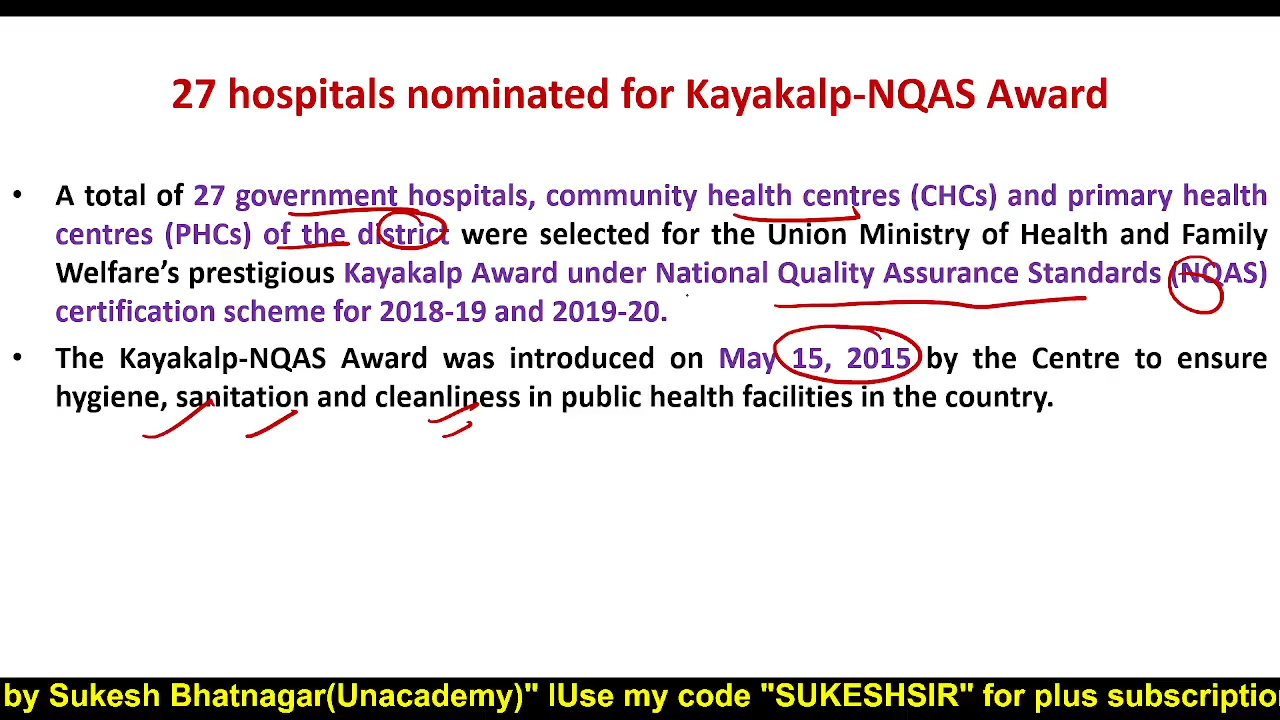 27 hospitals nominated for Kayakalp-NQAS Award
• A total of 27 government hospitals, community health centres (CHCs) and primary health
centres (PHCs) of the district were selected for the Union Ministry of Health and Family
Welfare’s prestigious Kayakalp Award under National Quality Assurance Standards (NQAS)
certification scheme for 2018-19 and 2019-20.
• The Kayakalp-NQAS Award was introduced on May 15, 2015 by the Centre to ensure
hygiene, sanitation and cleanliness in public health facilities in the country.
by Sukesh Bhatnagar(Unacademy)" lUse my code "SUKESHSIR" for plus subscriptio